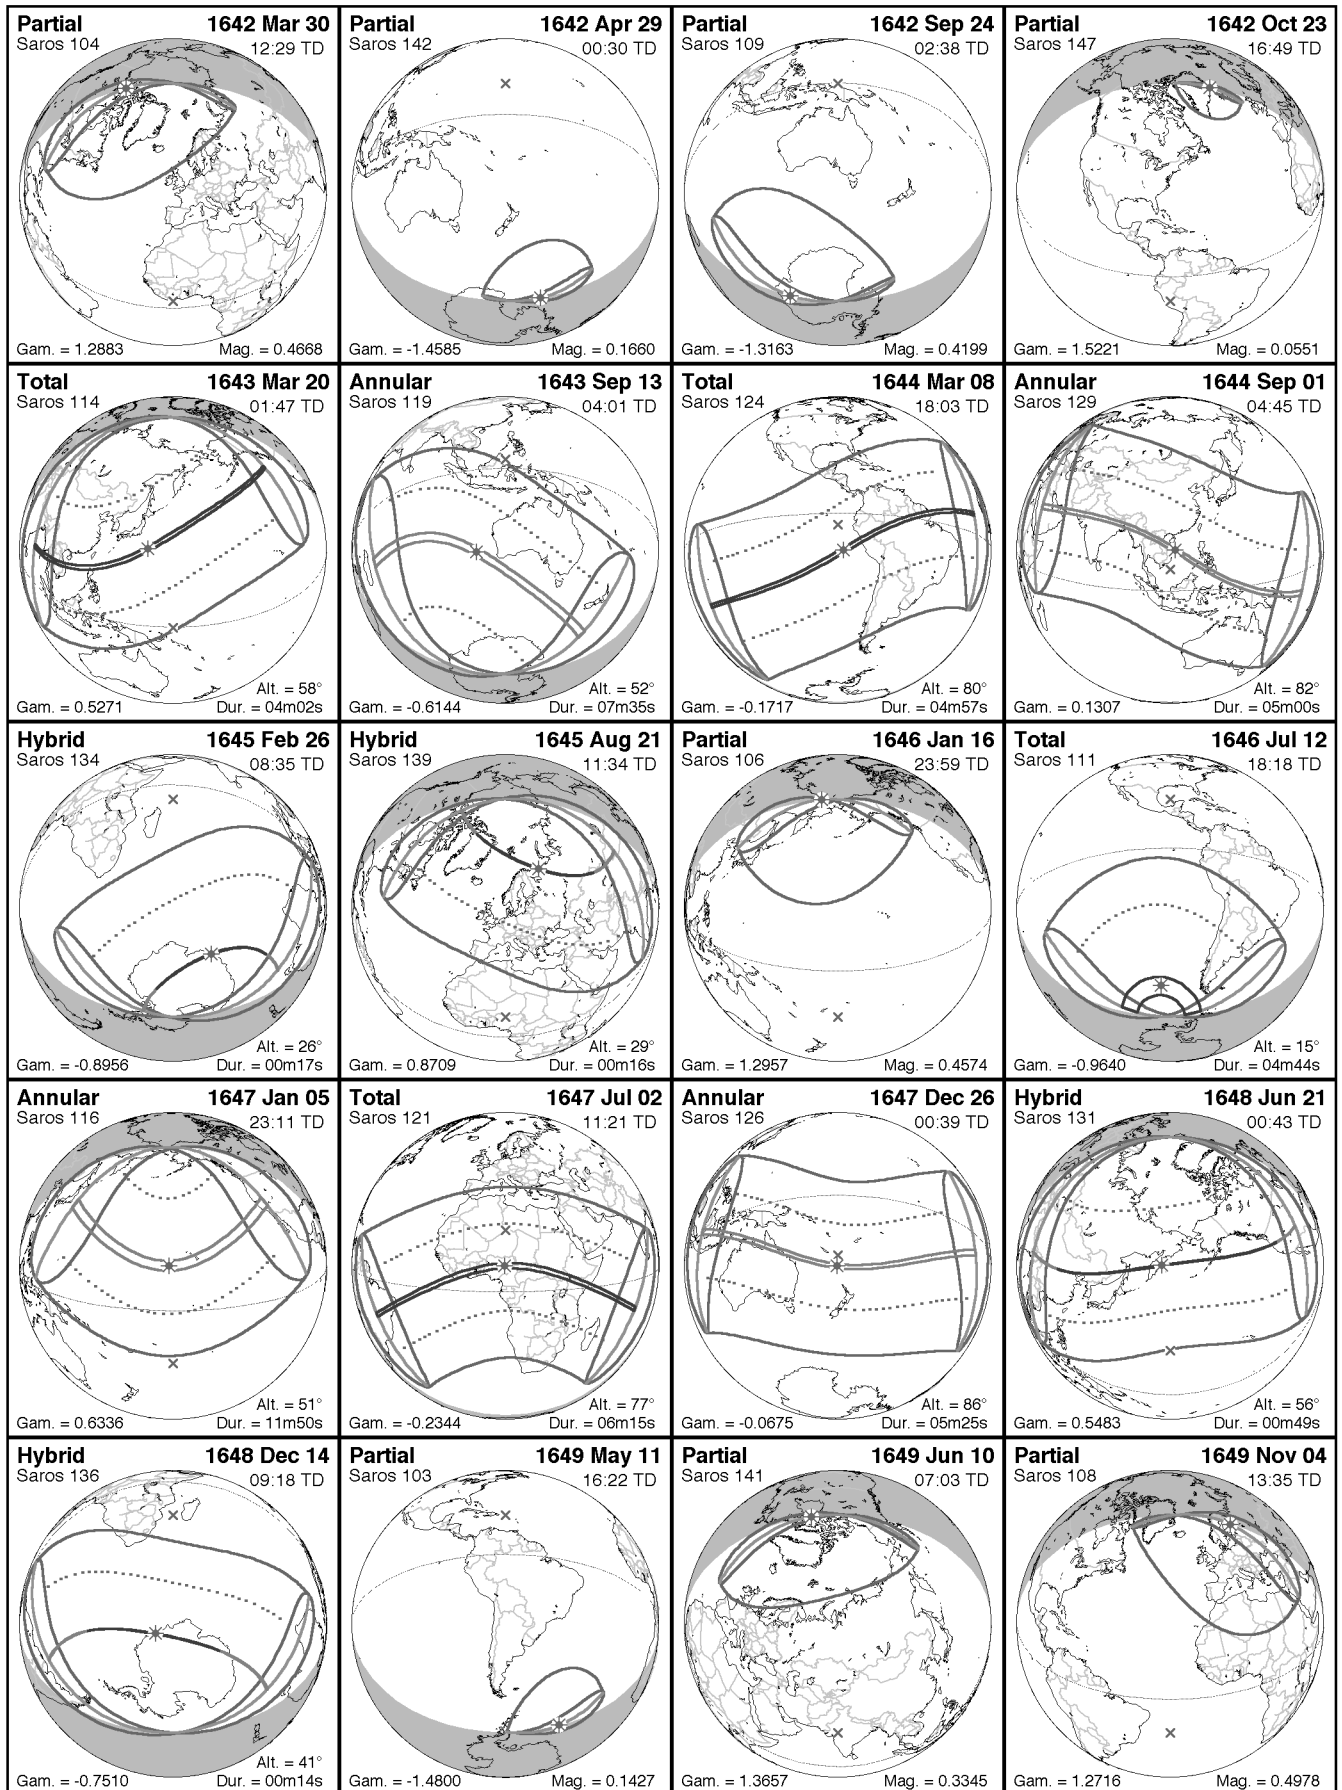 Partial 1642 Mar 30
Saros 104 12:29 TD
Gam. = 1.2883 Mag. = 0.4668
Partial 1642 Apr 29
Saros 142 00:30 TD
Gam. = -1.4585 Mag. = 0.1660
Partial 1642 Sep 24
Saros 109 02:38 TD
Gam. = -1.3163 Mag. = 0.4199
Partial 1642 Oct 23
Saros 147 16:49 TD
Gam. = 1.5221 Mag. = 0.0551
Total 1643 Mar 20
Saros 114 01:47 TD
Alt. = 58°
Gam. = 0.5271 Dur. = 04m02s
Annular 1643 Sep 13
Saros 119 04:01 TD
Alt. = 52°
Gam. = -0.6144 Dur. = 07m35s
Total 1644 Mar 08
Saros 124 18:03 TD
Alt. = 80°
Gam. = -0.1717 Dur. = 04m57s
Annular 1644 Sep 01
Saros 129 04:45 TD
Alt. = 82°
Gam. = 0.1307 Dur. = 05m00s
Hybrid 1645 Feb 26
Saros 134 08:35 TD
Alt. = 26°
Gam. = -0.8956 Dur. = 00m17s
Hybrid 1645 Aug 21
Saros 139 11:34 TD
Alt. = 29°
Gam. = 0.8709 Dur. = 00m16s
Partial 1646 Jan 16
Saros 106 23:59 TD
Gam. = 1.2957 Mag. = 0.4574
Total 1646 Jul 12
Saros 111 18:18 TD
Alt. = 15°
Gam. = -0.9640 Dur. = 04m44s
Annular 1647 Jan 05
Saros 116 23:11 TD
Alt. = 51°
Gam. = 0.6336 Dur. = 11m50s
Total 1647 Jul 02
Saros 121 11:21 TD
Alt. = 77°
Gam. = -0.2344 Dur. = 06m15s
Annular 1647 Dec 26
Saros 126 00:39 TD
Alt. = 86°
Gam. = -0.0675 Dur. = 05m25s
Hybrid 1648 Jun 21
Saros 131 00:43 TD
Alt. = 56°
Gam. = 0.5483 Dur. = 00m49s
Hybrid 1648 Dec 14
Saros 136 09:18 TD
Alt. = 41°
Gam. = -0.7510 Dur. = 00m14s
Partial 1649 May 11
Saros 103 16:22 TD
Gam. = -1.4800 Mag. = 0.1427
Partial 1649 Jun 10
Saros 141 07:03 TD
Gam. = 1.3657 Mag. = 0.3345
Partial 1649 Nov 04
Saros 108 13:35 TD
Gam. = 1.2716 Mag. = 0.4978